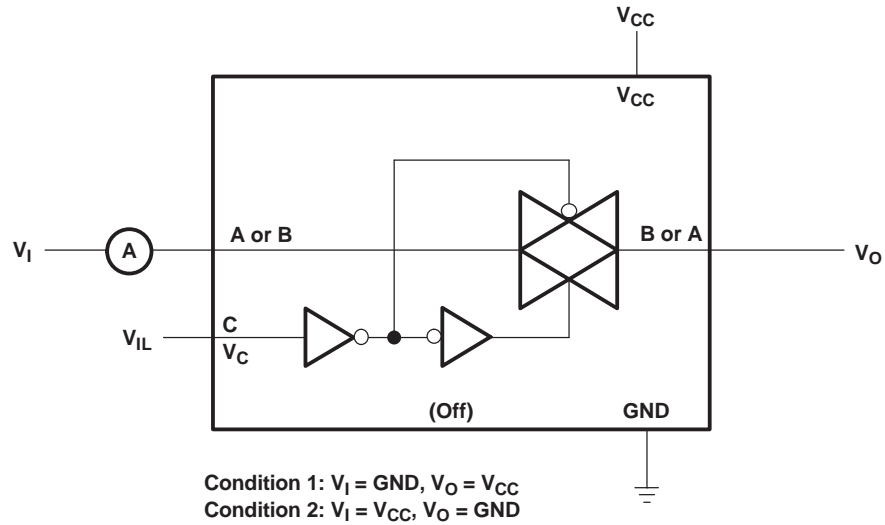 VCC
VCC
A or B
B or A
VI
A
VO
VIL
C
VC
(Off)
GND
Condition 1: VI = GND, VO = VCC
Condition 2: VI = VCC, VO = GND